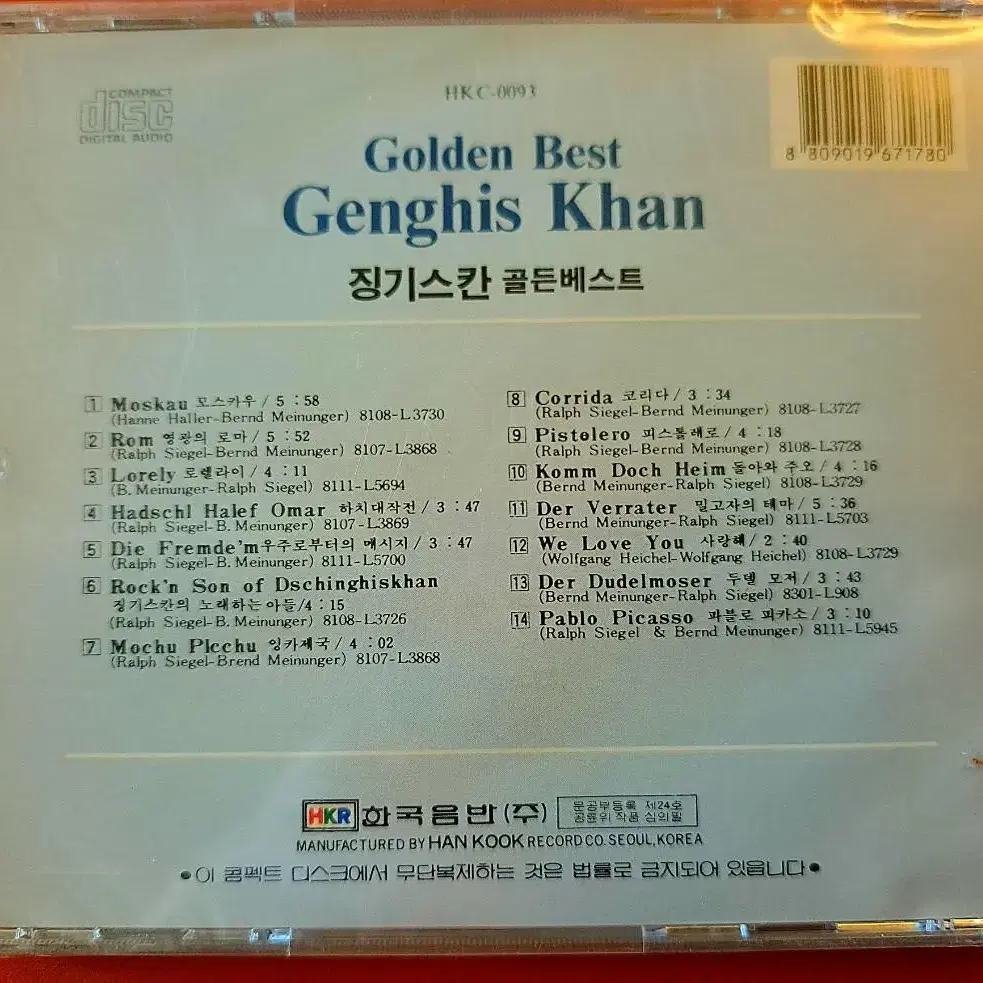 COMPACT
disc
DIGITAL AUDIO
HKC-0093
8 809019 671780
Golden Best
Genghis Khan
징기스칸 골든베스트
1 Moskau 모스카우 / 5 : 58
(Hanne Haller-Bernd Meinunger) 8108-L3730
2 Rom 영광의 로마 / 5 : 52
(Ralph Siegel-Bernd Meinunger) 8107-L3868
3 Lorely 로렐라이 / 4 : 11
(B. Meinunger-Ralph Siegel) 8111-L5694
4 Hadschl Halef Omar 하치대작전 / 3 : 47
(Ralph Siegel-B. Meinunger) 8107-L3869
5 Die Fremde'm 우주로부터의 메시지 / 3 : 47
(Ralph Siegel-B. Meinunger) 8111-L5700
6 Rock'n Son of Dschinghiskhan
징기스칸의 노래하는 아들/4 : 15
(Ralph Siegel-B. Meinunger) 8108-L3726
7 Mochu Plcchu 잉카제국 / 4 : 02
(Ralph Siegel-Brend Meinunger) 8107-L3868
8 Corrida 코리다 / 3 : 34
(Ralph Siegel-Bernd Meinunger) 8108-L3727
9 Pistolero 피스톨레로 / 4 : 18
(Ralph Siegel-Bernd Meinunger) 8108-L3728
10 Komm Doch Heim 돌아와 주오 / 4 : 16
(Bernd Meinunger-Ralph Siegel) 8108-L3729
11 Der Verrater 밀고자의 테마 / 5 : 36
(Bernd Meinunger-Ralph Siegel) 8111-L5703
12 We Love You 사랑해 / 2 : 40
(Wolfgang Heichel-Wolfgang Heichel) 8108-L3729
13 Der Dudelmoser 두델 모저 / 3 : 43
(Bernd Meinunger-Ralph Siegel) 8301-L908
14 Pablo Picasso 파블로 피카소 / 3 : 10
(Ralph Siegel & Bernd Meinunger) 8111-L5945
HKR 한국음반(주)
문공부등록 제24호
공륜위 작품 심의필
MANUFACTURED BY HAN KOOK RECORD CO. SEOUL, KOREA
•이 콤팩트 디스크에서 무단복제하는 것은 법률로 금지되어 있읍니다•